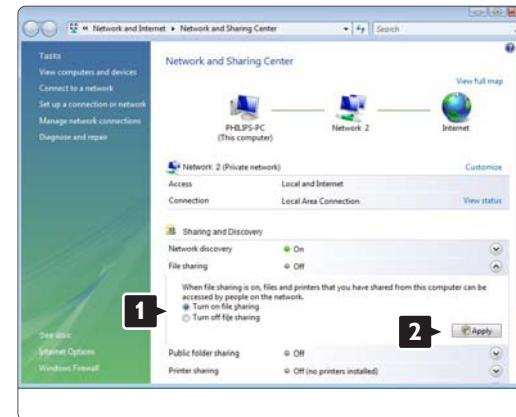 « Network and Internet ▸ Network and Sharing Center
Search
Tasks
View computers and devices
Connect to a network
Set up a connection or network
Manage network connections
Diagnose and repair
See also
Internet Options
Windows Firewall
Network and Sharing Center
View full map
PHILIPS-PC
(This computer)
Network 2
Internet
Network 2 (Private network)
Customize
Access Local and Internet
Connection Local Area Connection View status
Sharing and Discovery
Network discovery On
File sharing Off
When file sharing is on, files and printers that you have shared from this computer can be
accessed by people on the network.
1
Turn on file sharing
Turn off file sharing
2
Apply
Public folder sharing Off
Printer sharing Off (no printers installed)